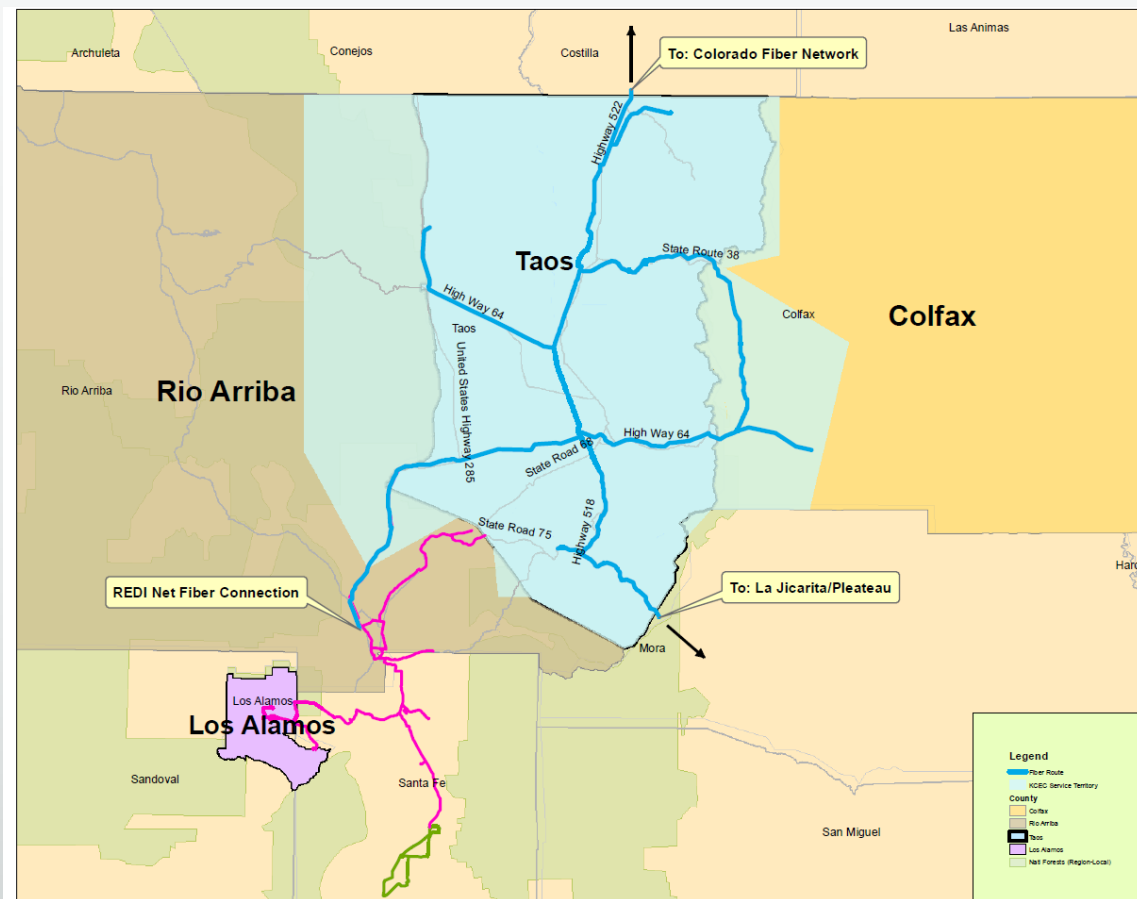 Las Animas
Archuleta
Conejos
Costilla
To: Colorado Fiber Network
Highway 522
State Route 38
Taos
High Way 64
Colfax
Colfax
Taos
United States Highway 285
Rio Arriba
Rio Arriba
High Way 64
State Road 68
State Road 75
Highway 518
Har
REDI Net Fiber Connection
To: La Jicarita/Pleateau
Mora
Los Alamos
Los Alamos
Sandoval
Santa Fe
San Miguel
Legend
Fiber Route
KCEC Service Territory
County
Colfax
Rio Arriba
Taos
Los Alamos
Natl Forests (Region-Local)